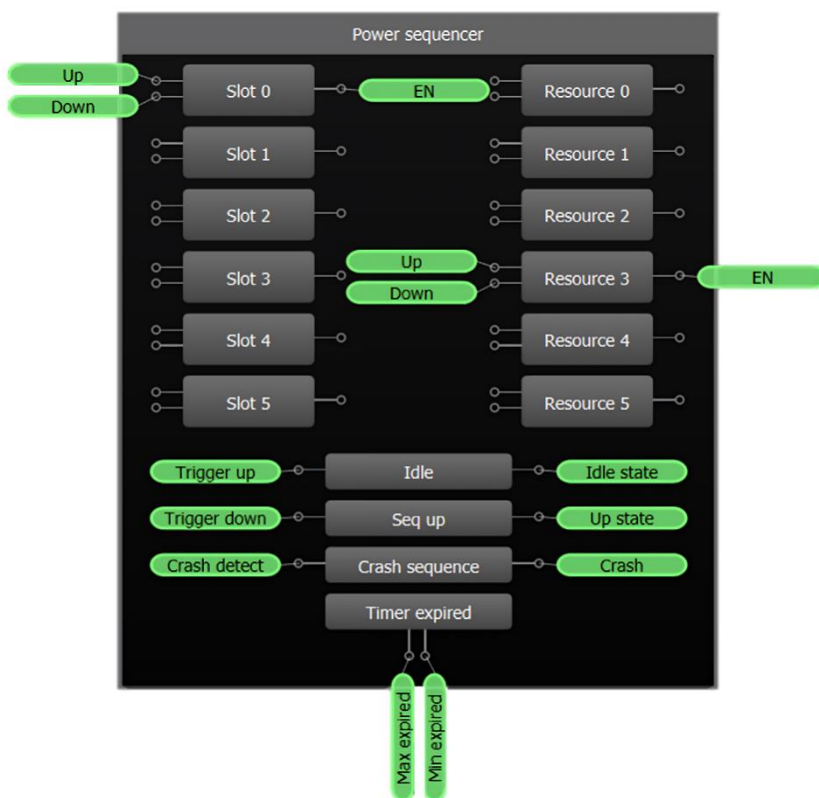 Power sequencer
Up
Down
Slot 0
EN
Resource 0
Slot 1
Resource 1
Slot 2
Resource 2
Slot 3
Up
Down
Resource 3
EN
Slot 4
Resource 4
Slot 5
Resource 5
Trigger up
Idle
Idle state
Trigger down
Seq up
Up state
Crash detect
Crash sequence
Crash
Timer expired
Max expired
Min expired